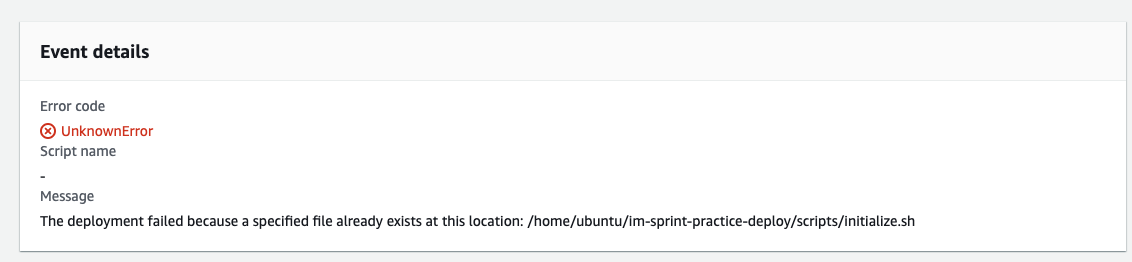 Event details
Error code
UnknownError
Script name
-
Message
The deployment failed because a specified file already exists at this location: /home/ubuntu/im-sprint-practice-deploy/scripts/initialize.sh